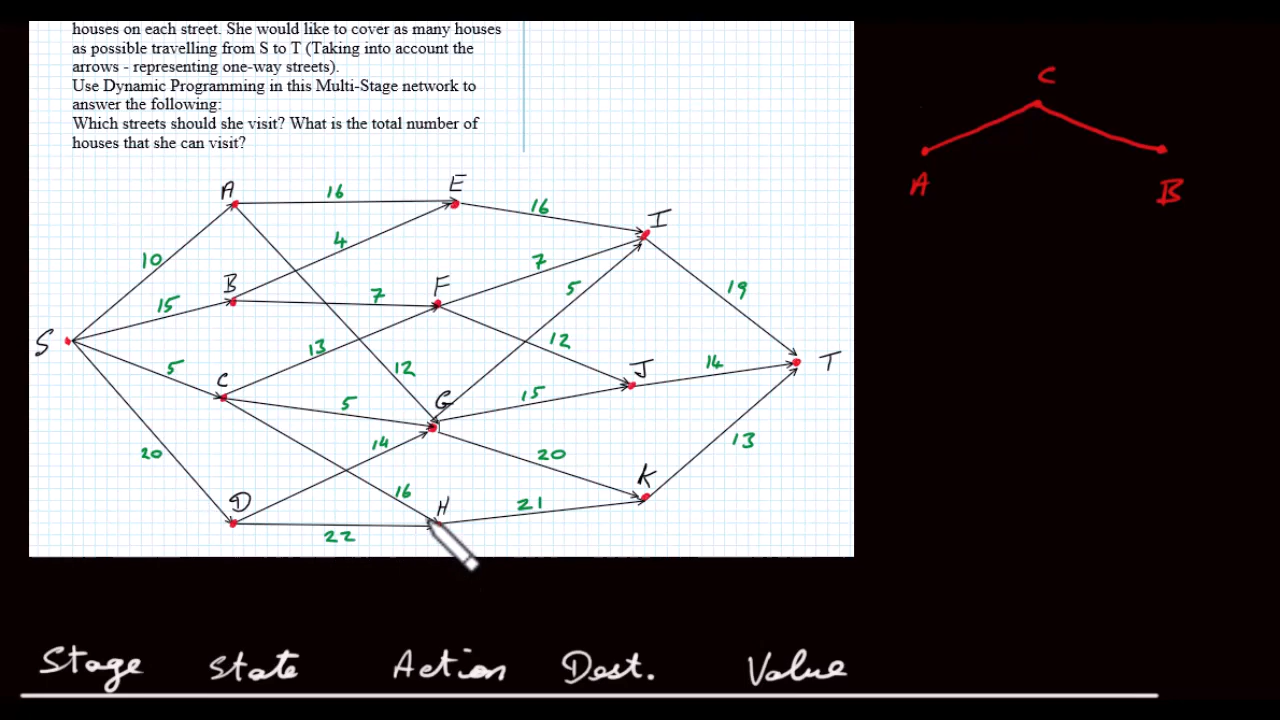 houses on each street. She would like to cover as many houses
as possible travelling from S to T (Taking into account the
arrows - representing one-way streets).
Use Dynamic Programming in this Multi-Stage network to
answer the following:
Which streets should she visit? What is the total number of
houses that she can visit?
C
A B
A 16 E
16 I
10 4 7
B 7 F 5 19
15
S 12
13 12 J 14 T
5 C G 15
5
14 20 13
20 K
D 16 H 21
22
Stage State Action Dest. Value